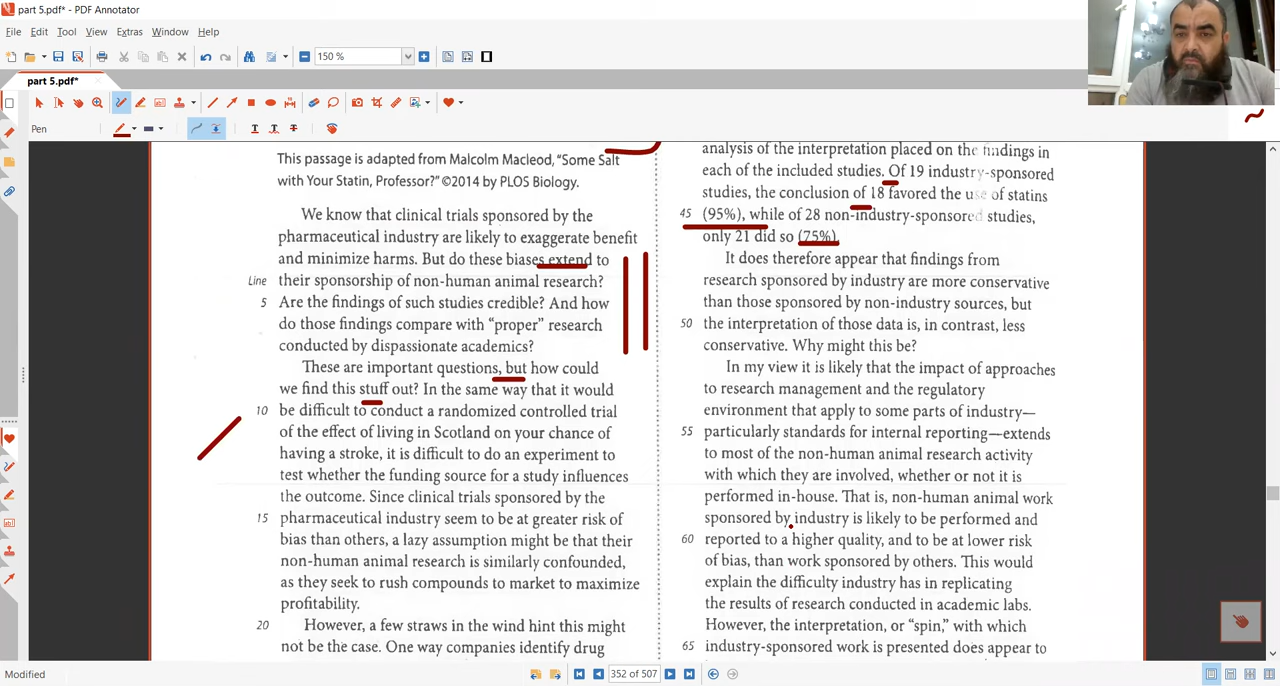 part 5.pdf* - PDF Annotator
File Edit Tool View Extras Window Help
150 %
part 5.pdf*
Pen
This passage is adapted from Malcolm Macleod, “Some Salt
with Your Statin, Professor?” ©2014 by PLOS Biology.
We know that clinical trials sponsored by the
pharmaceutical industry are likely to exaggerate benefit
and minimize harms. But do these biases extend to
Line their sponsorship of non-human animal research?
5 Are the findings of such studies credible? And how
do those findings compare with “proper” research
conducted by dispassionate academics?
These are important questions, but how could
we find this stuff out? In the same way that it would
10 be difficult to conduct a randomized controlled trial
of the effect of living in Scotland on your chance of
having a stroke, it is difficult to do an experiment to
test whether the funding source for a study influences
the outcome. Since clinical trials sponsored by the
15 pharmaceutical industry seem to be at greater risk of
bias than others, a lazy assumption might be that their
non-human animal research is similarly confounded,
as they seek to rush compounds to market to maximize
profitability.
20 However, a few straws in the wind hint this might
not be the case. One way companies identify drug
analysis of the interpretation placed on the findings in
each of the included studies. Of 19 industry-sponsored
studies, the conclusion of 18 favored the use of statins
45 (95%), while of 28 non-industry-sponsored studies,
only 21 did so (75%).
It does therefore appear that findings from
research sponsored by industry are more conservative
than those sponsored by non-industry sources, but
50 the interpretation of those data is, in contrast, less
conservative. Why might this be?
In my view it is likely that the impact of approaches
to research management and the regulatory
environment that apply to some parts of industry—
55 particularly standards for internal reporting—extends
to most of the non-human animal research activity
with which they are involved, whether or not it is
performed in-house. That is, non-human animal work
sponsored by industry is likely to be performed and
60 reported to a higher quality, and to be at lower risk
of bias, than work sponsored by others. This would
explain the difficulty industry has in replicating
the results of research conducted in academic labs.
However, the interpretation, or “spin,” with which
65 industry-sponsored work is presented does appear to
Modified
352 of 507